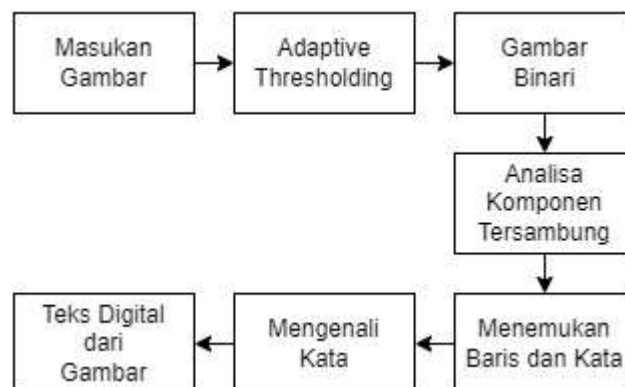 Masukan
Gambar
Adaptive
Thresholding
Gambar
Binari
Analisa
Komponen
Tersambung
Menemukan
Baris dan Kata
Mengenali
Kata
Teks Digital
dari
Gambar